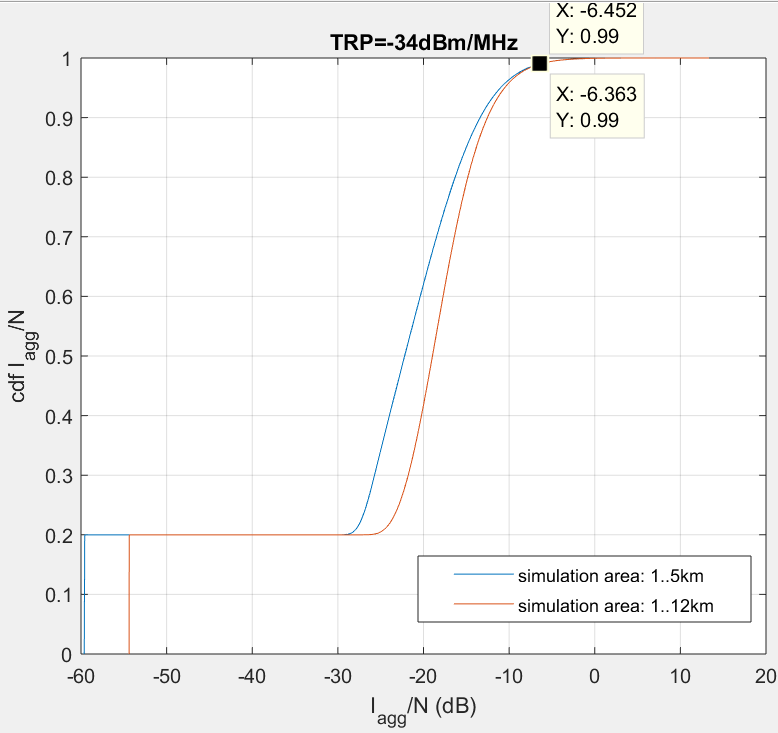 X: -6.452
Y: 0.99
TRP=-34dBm/MHz
X: -6.363
Y: 0.99
1
0.9
0.8
0.7
0.6
0.5
0.4
0.3
0.2
0.1
0
cdf I_agg/N
simulation area: 1..5km
simulation area: 1..12km
-60 -50 -40 -30 -20 -10 0 10 20
I_agg/N (dB)